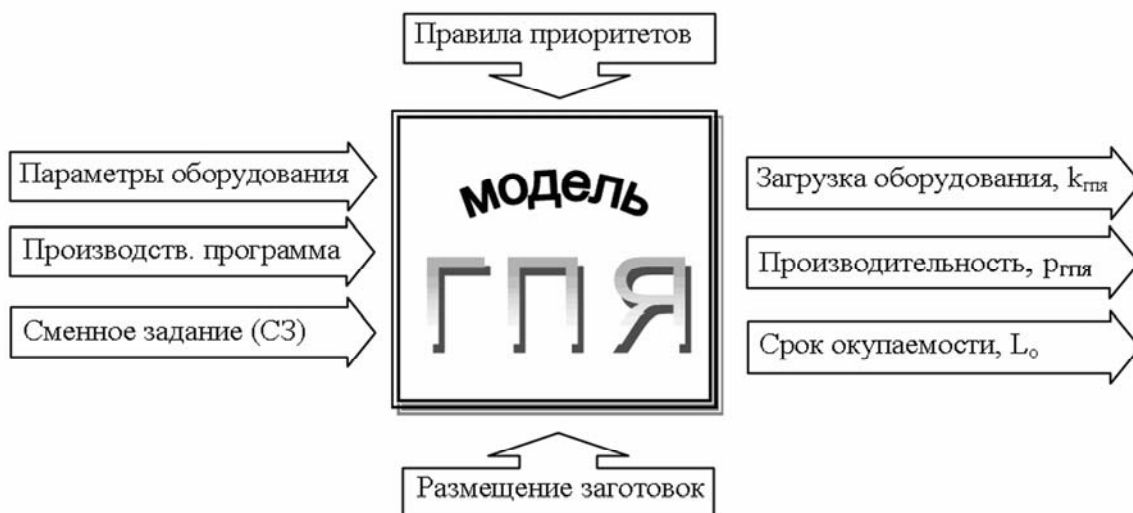 Правила приоритетов
Параметры оборудования
Производств. программа
Сменное задание (СЗ)
модель
ГПЯ
Загрузка оборудования, kгпя
Производительность, pгпя
Срок окупаемости, Lо
Размещение заготовок